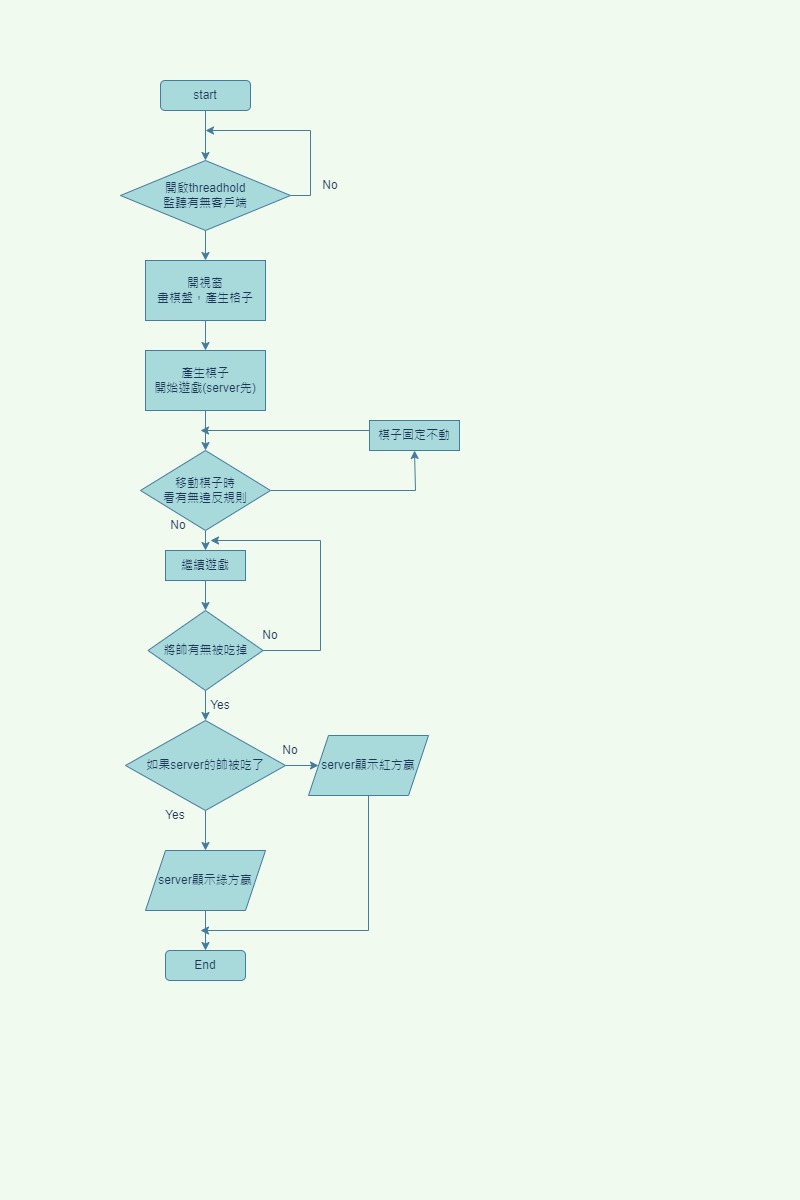 start
開啟threadhold
監聽有無客戶端
No
開視窗
畫棋盤，產生格子
產生棋子
開始遊戲(server先)
棋子固定不動
移動棋子時
看有無違反規則
No
繼續遊戲
No
將帥有無被吃掉
Yes
No
如果server的帥被吃了
server顯示紅方贏
Yes
server顯示綠方贏
End